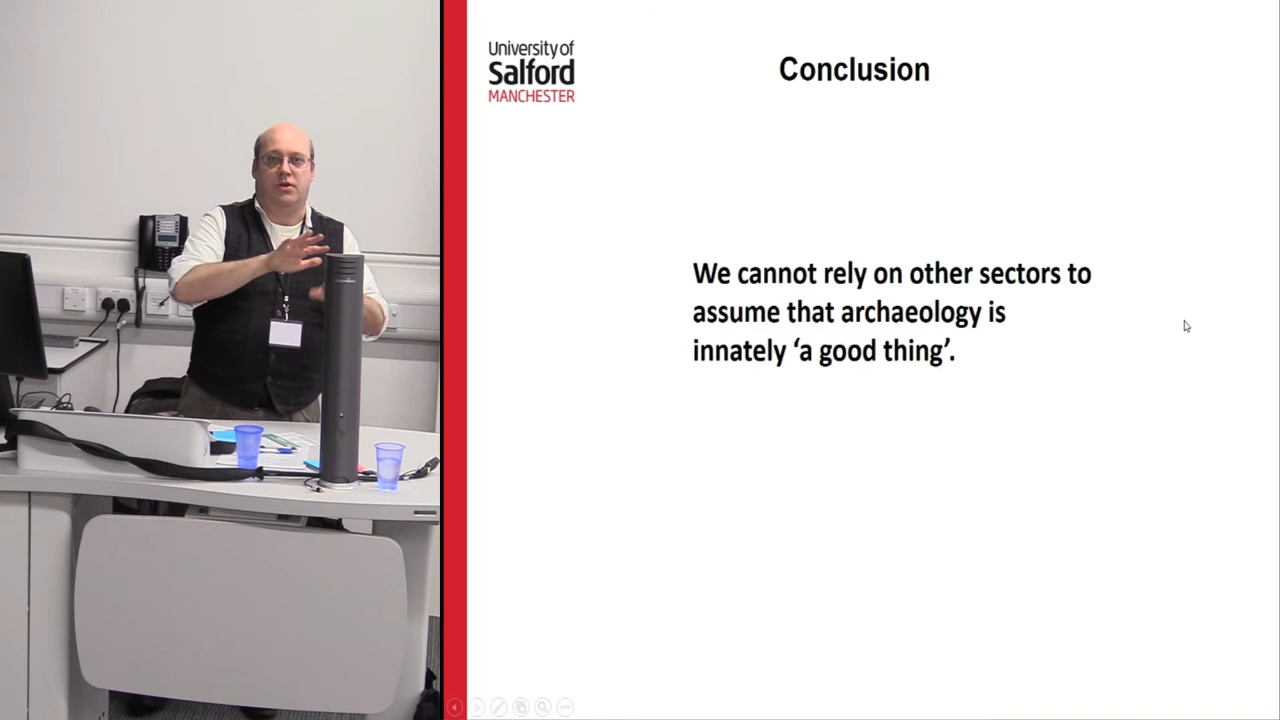 University of
Salford
MANCHESTER
Conclusion
We cannot rely on other sectors to
assume that archaeology is
innately ‘a good thing’.